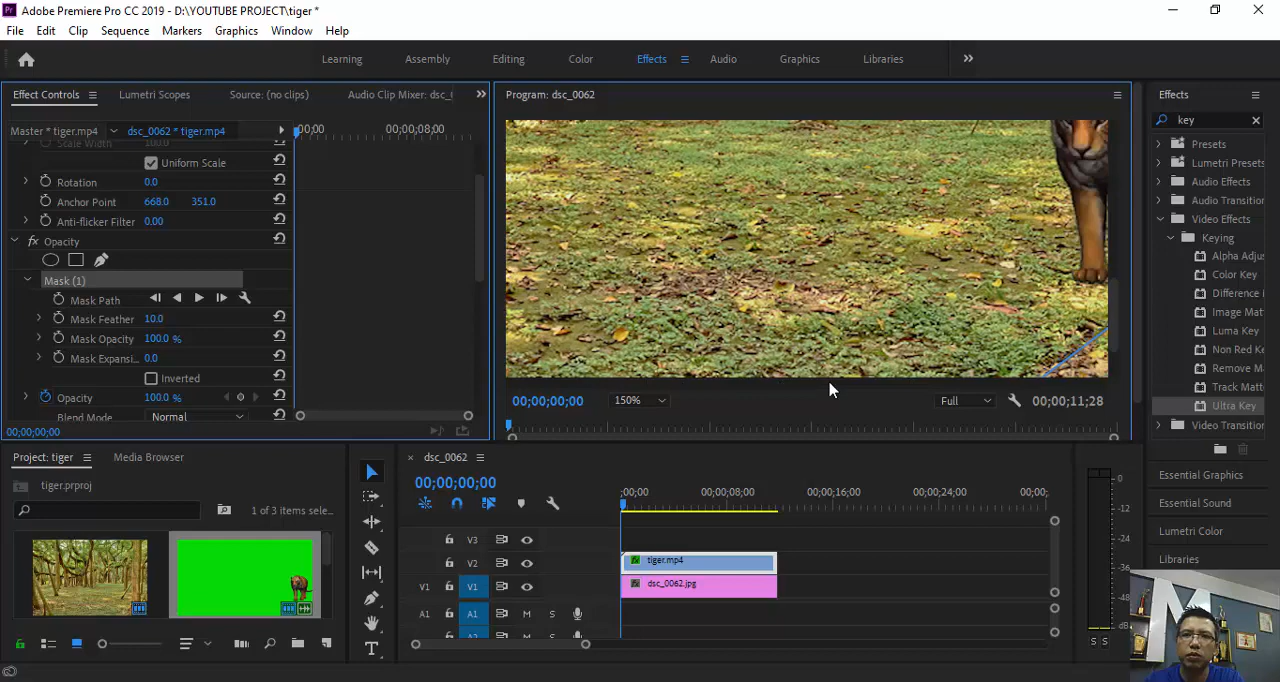 Pr Adobe Premiere Pro CC 2019 - D:\YOUTUBE PROJECT\tiger *
File Edit Clip Sequence Markers Graphics Window Help
Learning Assembly Editing Color Effects Audio Graphics Libraries
Effect Controls Lumetri Scopes Source: (no clips) Audio Clip Mixer: dsc_(
Program: dsc_0062
Effects
Master * tiger.mp4 dsc_0062 * tiger.mp4
;00;00 00;00;08;00
key
Scale Width 100.0
Uniform Scale
Rotation 0.0
Anchor Point 668.0 351.0
Anti-flicker Filter 0.00
fx Opacity
Mask (1)
Mask Path
Mask Feather 10.0
Mask Opacity 100.0 %
Mask Expansi... 0.0
Inverted
Opacity 100.0 %
Blend Mode Normal
00;00;00;00
00;00;00;00 150% Full 00;00;11;28
Presets
Lumetri Presets
Audio Effects
Audio Transition
Video Effects
Keying
Alpha Adju
Color Key
Difference
Image Mat
Luma Key
Non Red Ke
Remove Ma
Track Matt
Ultra Key
Video Transition
Project: tiger Media Browser
tiger.prproj
1 of 3 items sele...
× dsc_0062
00;00;00;00
;00;00 00;00;08;00 00;00;16;00 00;00;24;00 00;00;
V3
V2
V1 V1
A1 A1 M S
tiger.mp4
dsc_0062.jpg
T
0
-12
-24
-36
-48
dB
S S
Essential Graphics
Essential Sound
Lumetri Color
Libraries